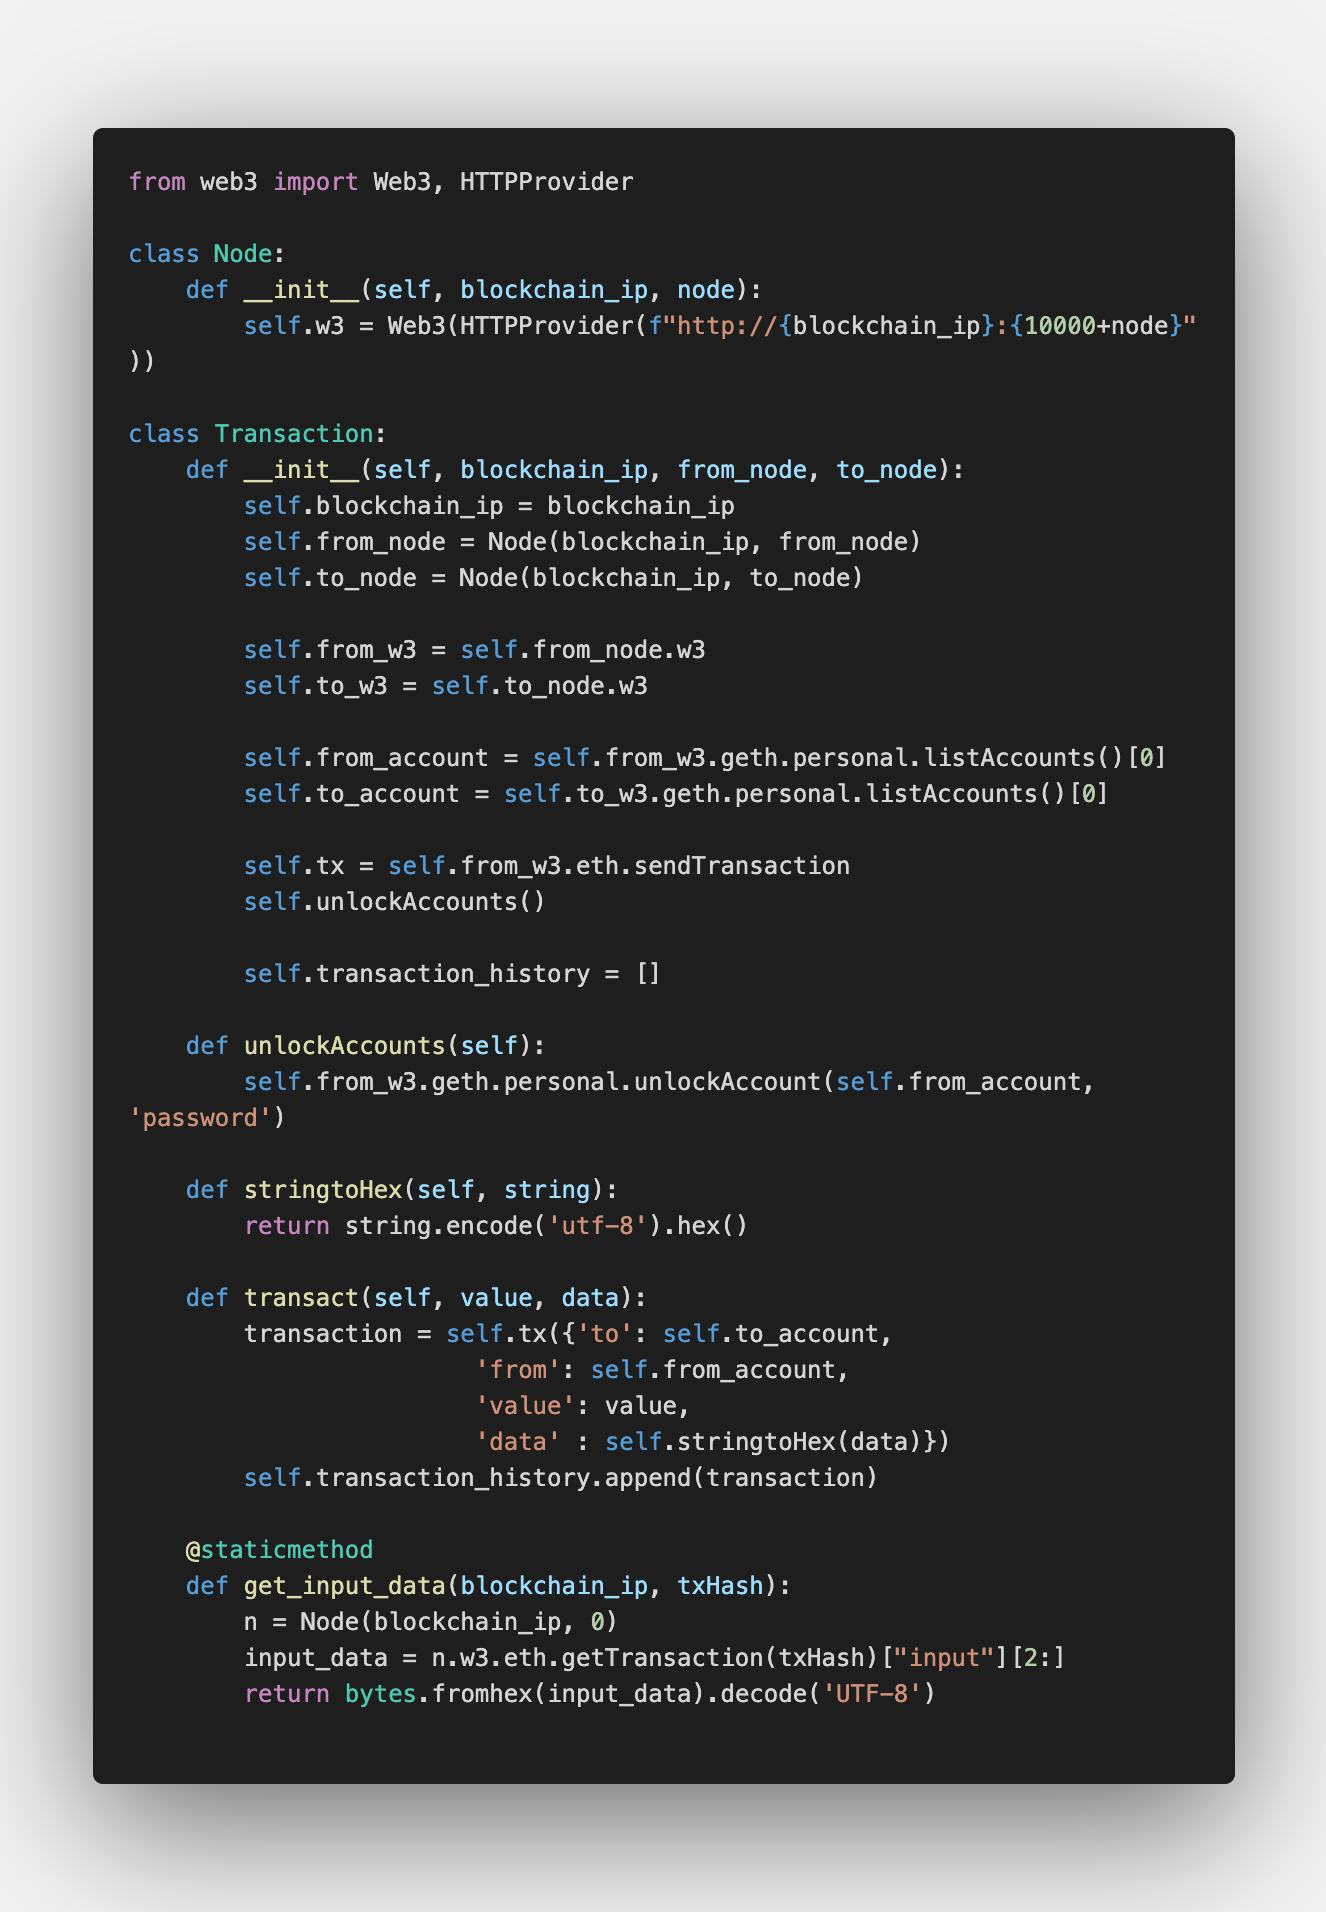 from web3 import Web3, HTTPProvider

class Node:
    def __init__(self, blockchain_ip, node):
        self.w3 = Web3(HTTPProvider(f"http://{blockchain_ip}:{10000+node}"
))

class Transaction:
    def __init__(self, blockchain_ip, from_node, to_node):
        self.blockchain_ip = blockchain_ip
        self.from_node = Node(blockchain_ip, from_node)
        self.to_node = Node(blockchain_ip, to_node)

        self.from_w3 = self.from_node.w3
        self.to_w3 = self.to_node.w3

        self.from_account = self.from_w3.geth.personal.listAccounts()[0]
        self.to_account = self.to_w3.geth.personal.listAccounts()[0]

        self.tx = self.from_w3.eth.sendTransaction
        self.unlockAccounts()

        self.transaction_history = []

    def unlockAccounts(self):
        self.from_w3.geth.personal.unlockAccount(self.from_account,
'password')

    def stringtoHex(self, string):
        return string.encode('utf-8').hex()

    def transact(self, value, data):
        transaction = self.tx({'to': self.to_account,
                        'from': self.from_account,
                        'value': value,
                        'data' : self.stringtoHex(data)})
        self.transaction_history.append(transaction)

    @staticmethod
    def get_input_data(blockchain_ip, txHash):
        n = Node(blockchain_ip, 0)
        input_data = n.w3.eth.getTransaction(txHash)["input"][2:]
        return bytes.fromhex(input_data).decode('UTF-8')